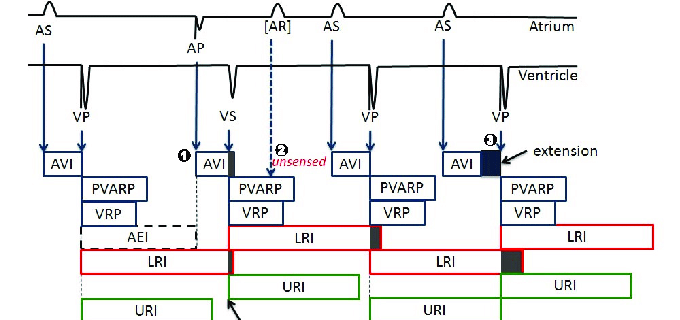 AS
AP
[AR]
AS
AS
Atrium
Ventricle
VP
VS
VP
VP
❶
❷
unsensed
❸
extension
AVI
AVI
AVI
AVI
PVARP
PVARP
PVARP
PVARP
VRP
VRP
VRP
VRP
AEI
LRI
LRI
LRI
LRI
URI
URI
URI
URI